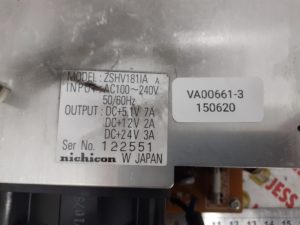 MODEL: ZSHV181IA A
INPUT: AC100~240V
50/60Hz
OUTPUT: DC+5.1V 7A
DC+12V 2A
DC+24V 3A
Ser No. 122551
nichicon W JAPAN
VA00661-3
150620
JESS